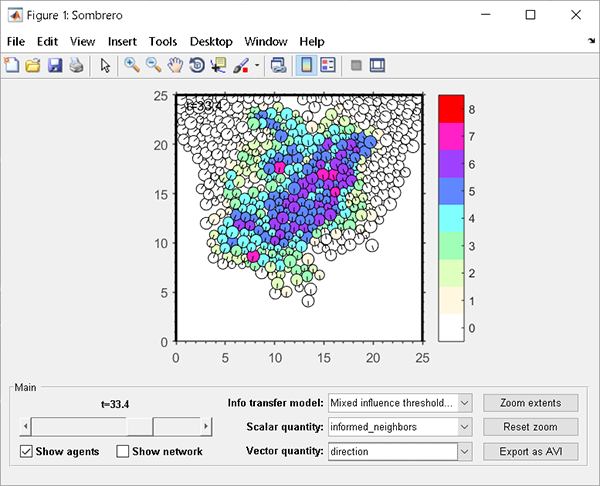 Figure 1: Sombrero
File Edit View Insert Tools Desktop Window Help
t=33.4
25
20
15
10
5
0
0 5 10 15 20 25
8
7
6
5
4
3
2
1
0
Main
t=33.4
Show agents Show network
Info transfer model: Mixed influence threshold...
Scalar quantity: informed_neighbors
Vector quantity: direction
Zoom extents
Reset zoom
Export as AVI